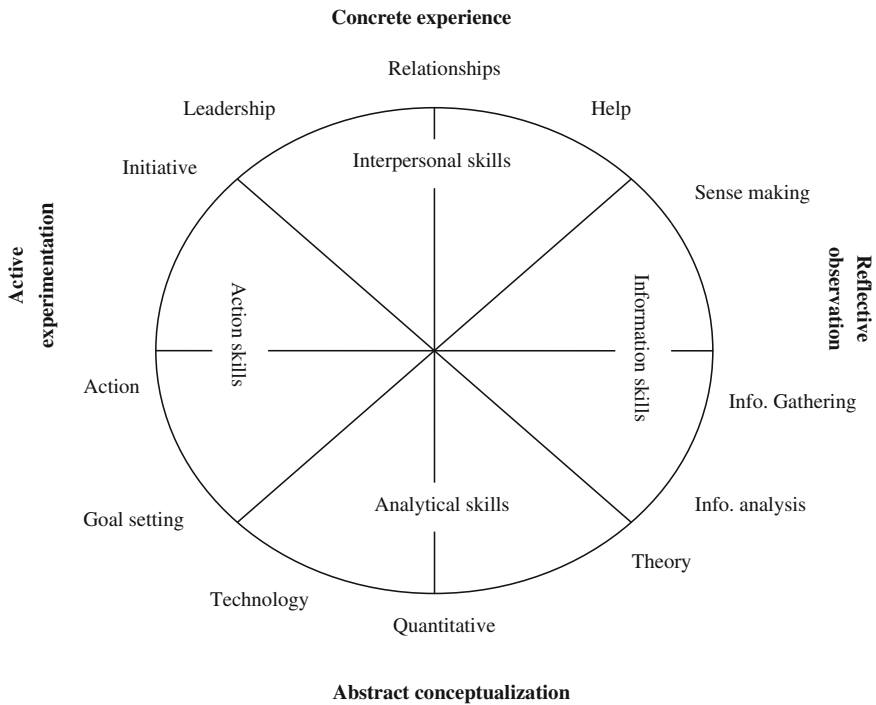 Concrete experience
Relationships
Leadership
Help
Initiative
Interpersonal skills
Sense making
Active
experimentation
Reflective
observation
Action skills
Information skills
Action
Info. Gathering
Goal setting
Analytical skills
Info. analysis
Theory
Technology
Quantitative
Abstract conceptualization